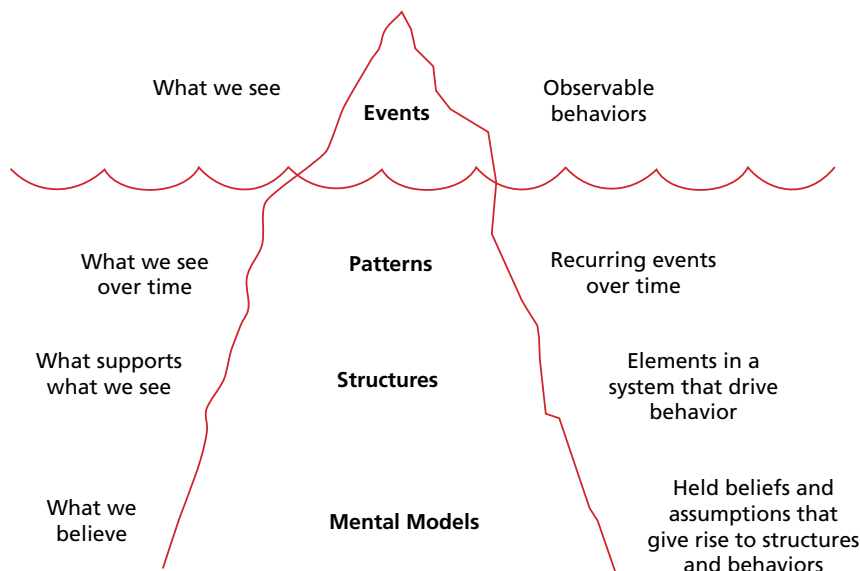 What we see
Events
Observable
behaviors
What we see
over time
Patterns
Recurring events
over time
What supports
what we see
Structures
Elements in a
system that drive
behavior
What we
believe
Mental Models
Held beliefs and
assumptions that
give rise to structures
and behaviors